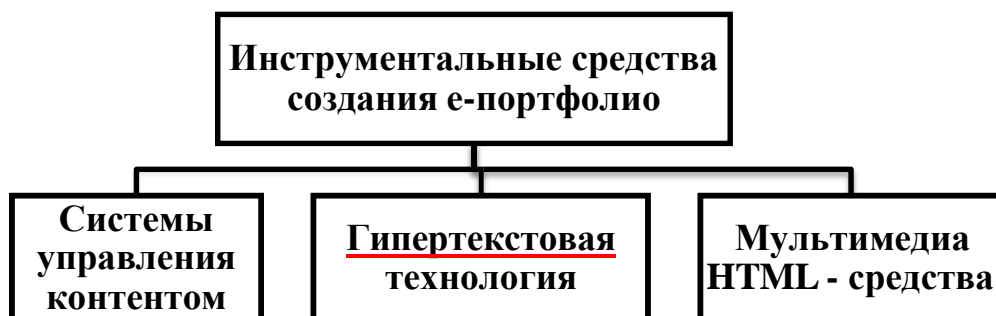 Инструментальные средства
создания е-портфолио
Системы
управления
контентом
Гипертекстовая
технология
Мультимедиа
HTML - средства